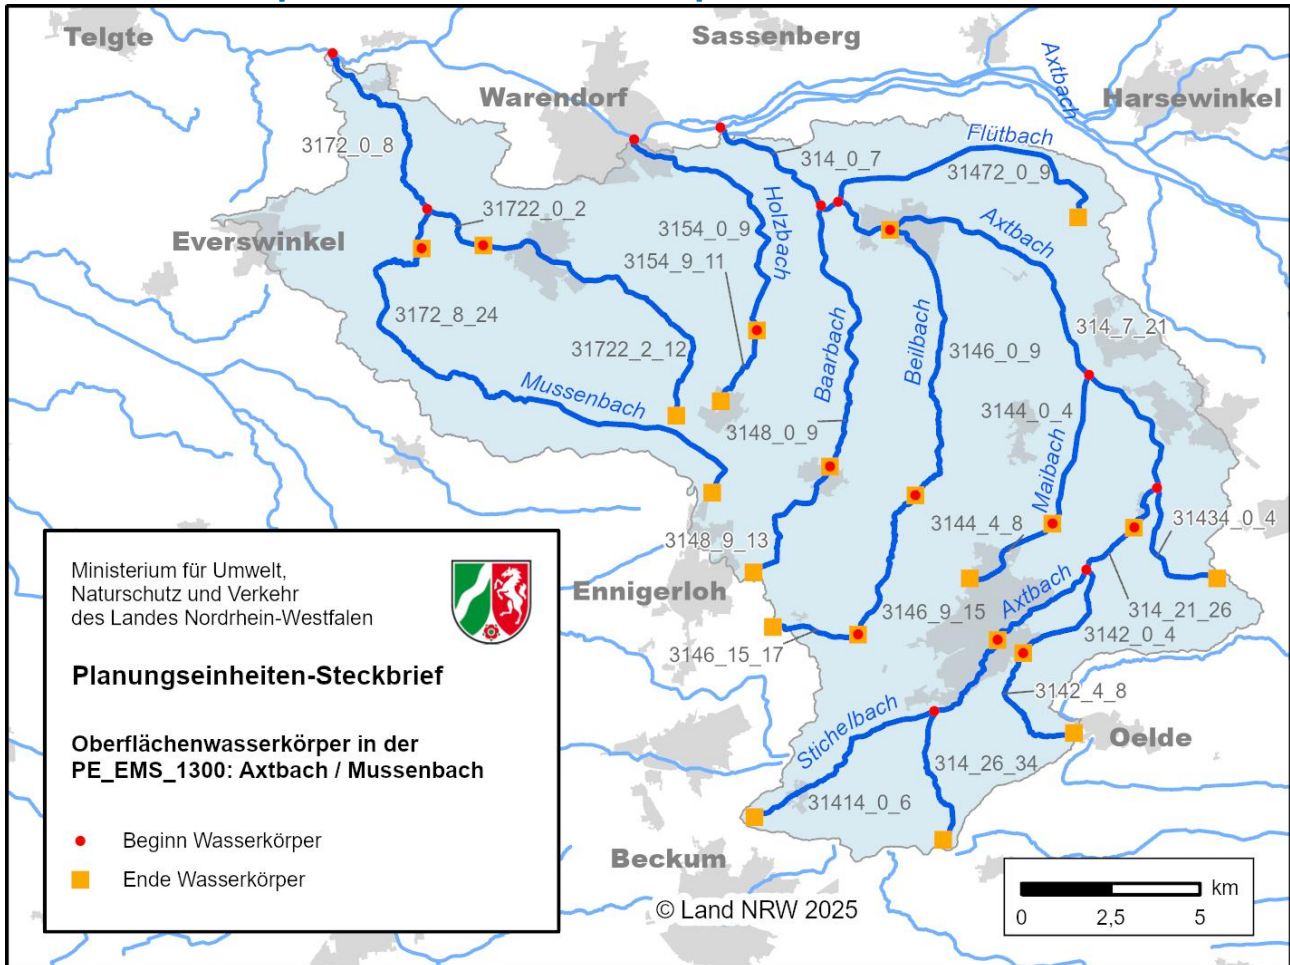 Telgte
Sassenberg
Axtbach
Harsewinkel
Warendorf
3172_0_8
314_0_7
Flütbach
31472_0_9
31722_0_2
Everswinkel
Holzbach
3154_0_9
3154_9_11
Axtbach
3172_8_24
31722_2_12
Mussenbach
Baarbach
Beilbach
314_7_21
3146_0_9
3144_0_4
3148_0_9
Maibach
3144_4_8
3148_9_13
31434_0_4
Ennigerloh
Axtbach
3146_9_15
314_21_26
3142_0_4
3146_15_17
3142_4_8
Stichelbach
Oelde
314_26_34
31414_0_6
Beckum
Ministerium für Umwelt,
Naturschutz und Verkehr
des Landes Nordrhein-Westfalen
Planungseinheiten-Steckbrief
Oberflächenwasserkörper in der
PE_EMS_1300: Axtbach / Mussenbach
Beginn Wasserkörper
Ende Wasserkörper
© Land NRW 2025
km
0 2,5 5